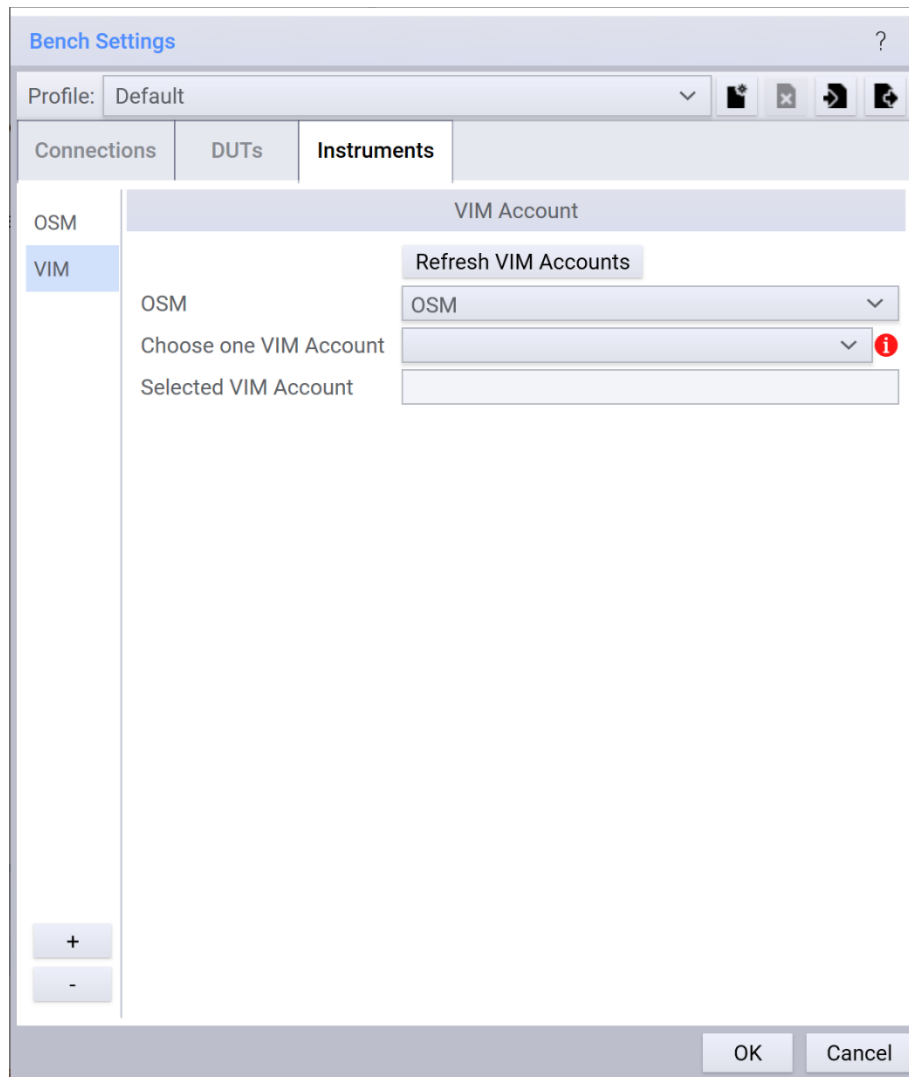 Bench Settings ?
Profile: Default
Connections DUTs Instruments
OSM
VIM
VIM Account
Refresh VIM Accounts
OSM OSM
Choose one VIM Account
Selected VIM Account
+
-
OK Cancel